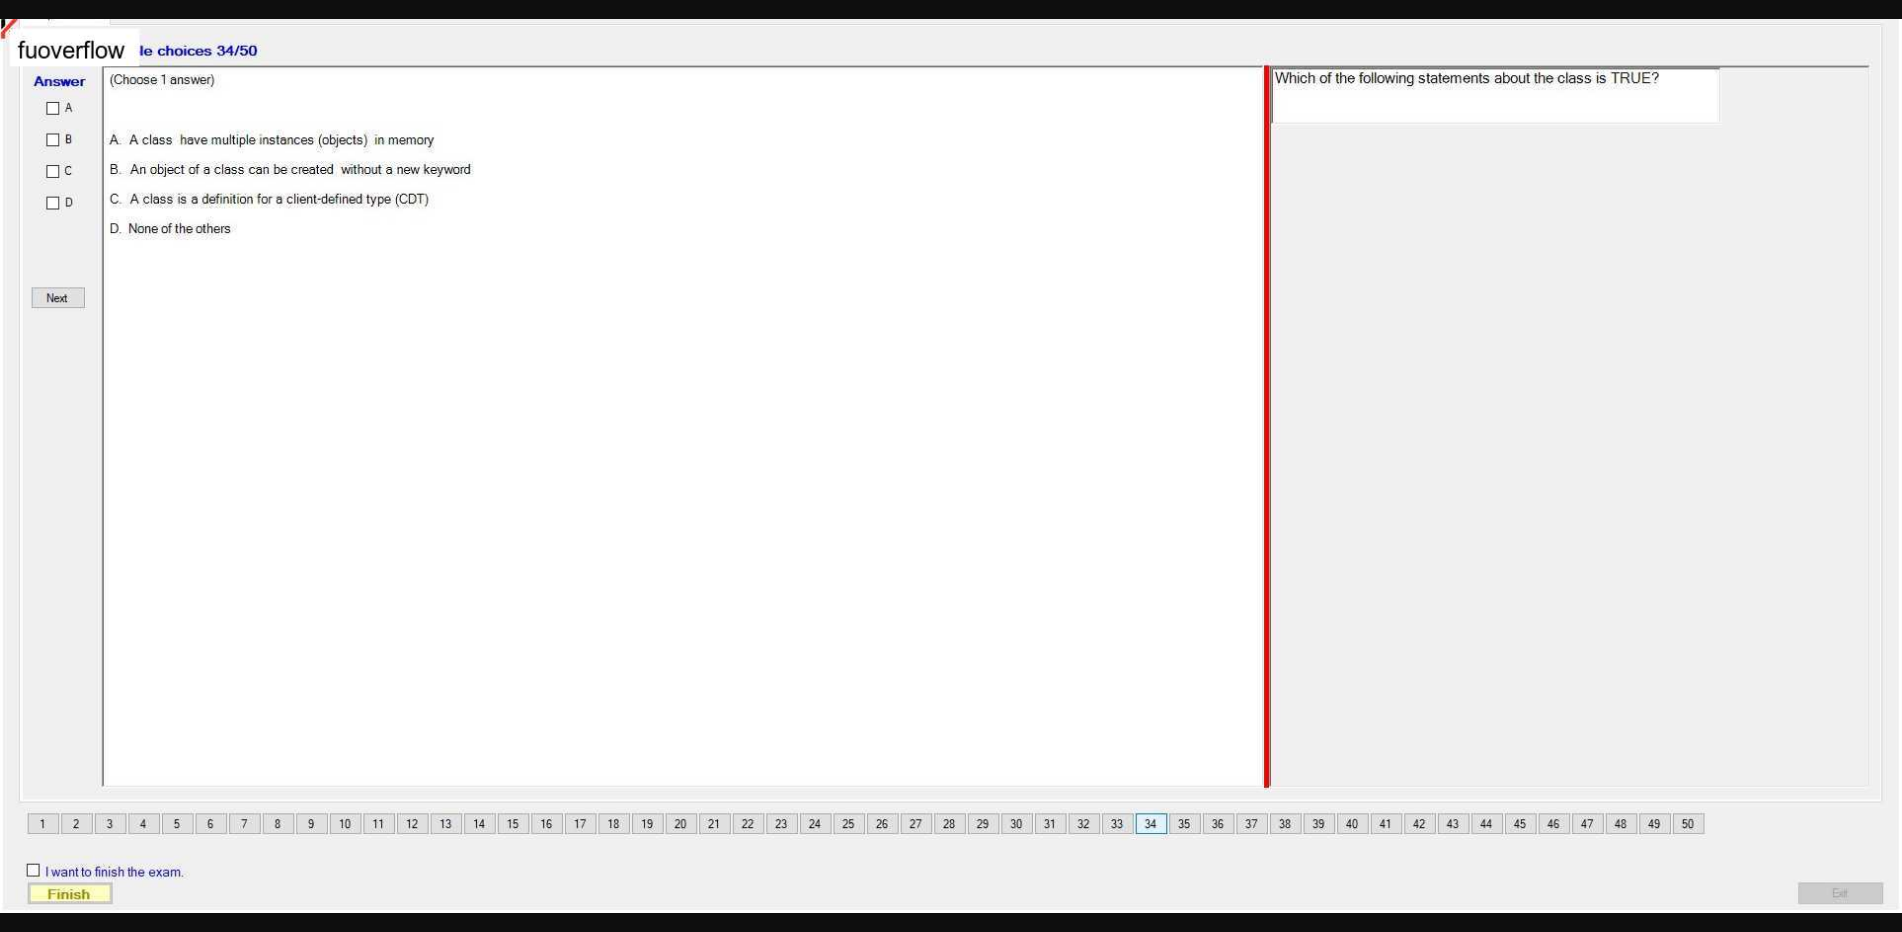 fuoverflow le choices 34/50
Answer
A
B
C
D
Next
(Choose 1 answer)
A. A class have multiple instances (objects) in memory
B. An object of a class can be created without a new keyword
C. A class is a definition for a client-defined type (CDT)
D. None of the others
Which of the following statements about the class is TRUE?
1 2 3 4 5 6 7 8 9 10 11 12 13 14 15 16 17 18 19 20 21 22 23 24 25 26 27 28 29 30 31 32 33 34 35 36 37 38 39 40 41 42 43 44 45 46 47 48 49 50
I want to finish the exam.
Finish
Exit